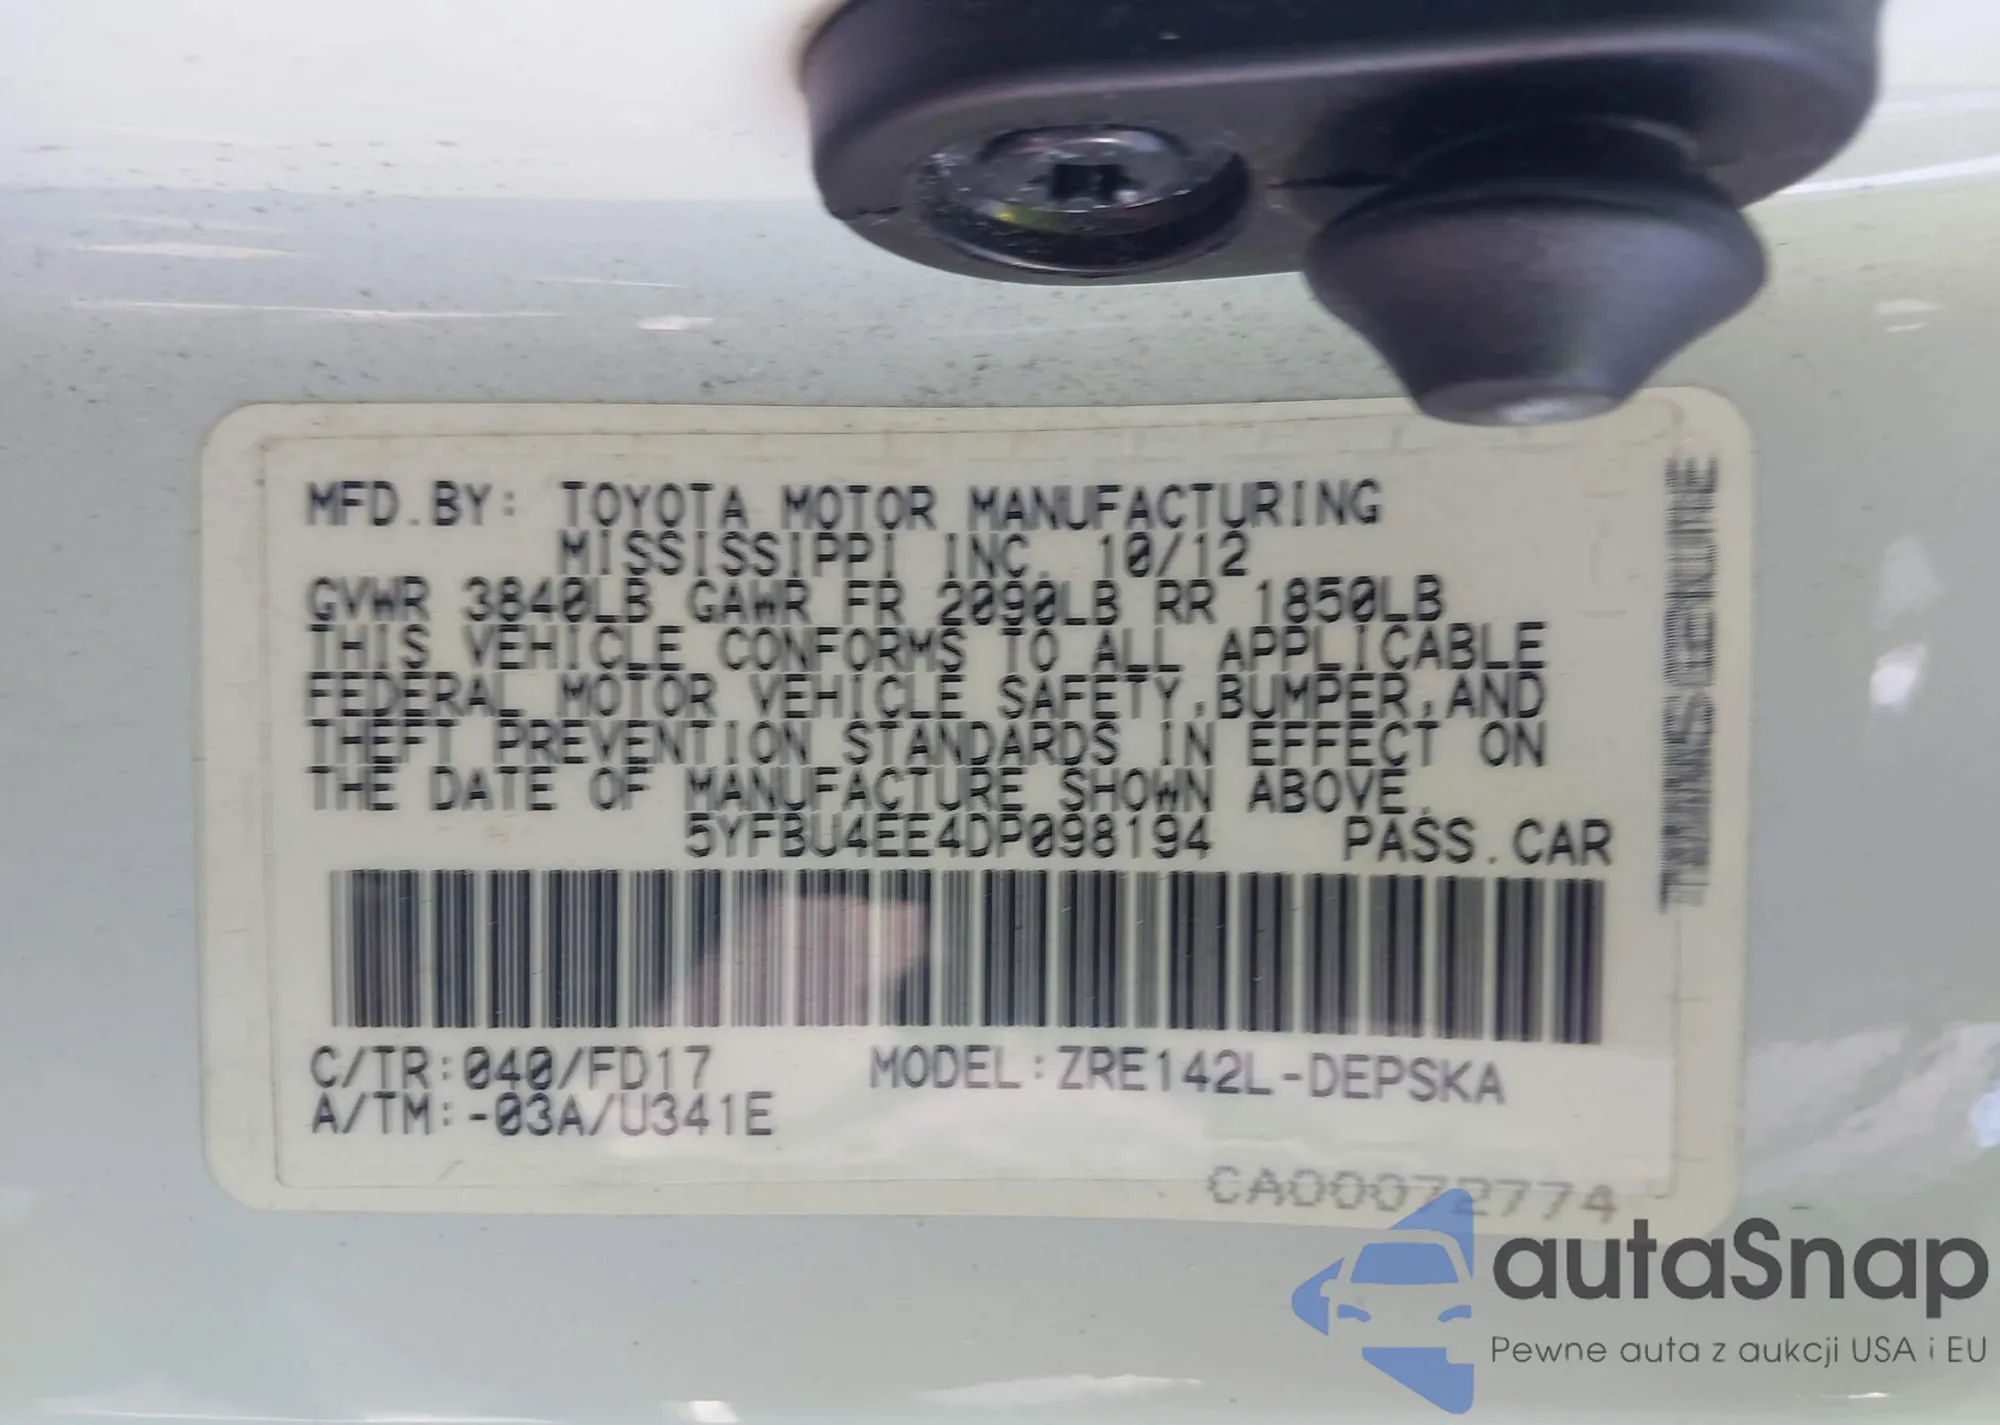 MFD.BY: TOYOTA MOTOR MANUFACTURING
MISSISSIPPI INC. 10/12
GVWR 3840LB GAWR FR 2090LB RR 1850LB
THIS VEHICLE CONFORMS TO ALL APPLICABLE
FEDERAL MOTOR VEHICLE SAFETY,BUMPER,AND
THEFT PREVENTION STANDARDS IN EFFECT ON
THE DATE OF MANUFACTURE SHOWN ABOVE.
5YFBU4EE4DP098194 PASS.CAR
C/TR:040/FD17 MODEL:ZRE142L-DEPSKA
A/TM:-03A/U341E
CA00072774
autoSnap
Pewne auta z aukcji USA i EU